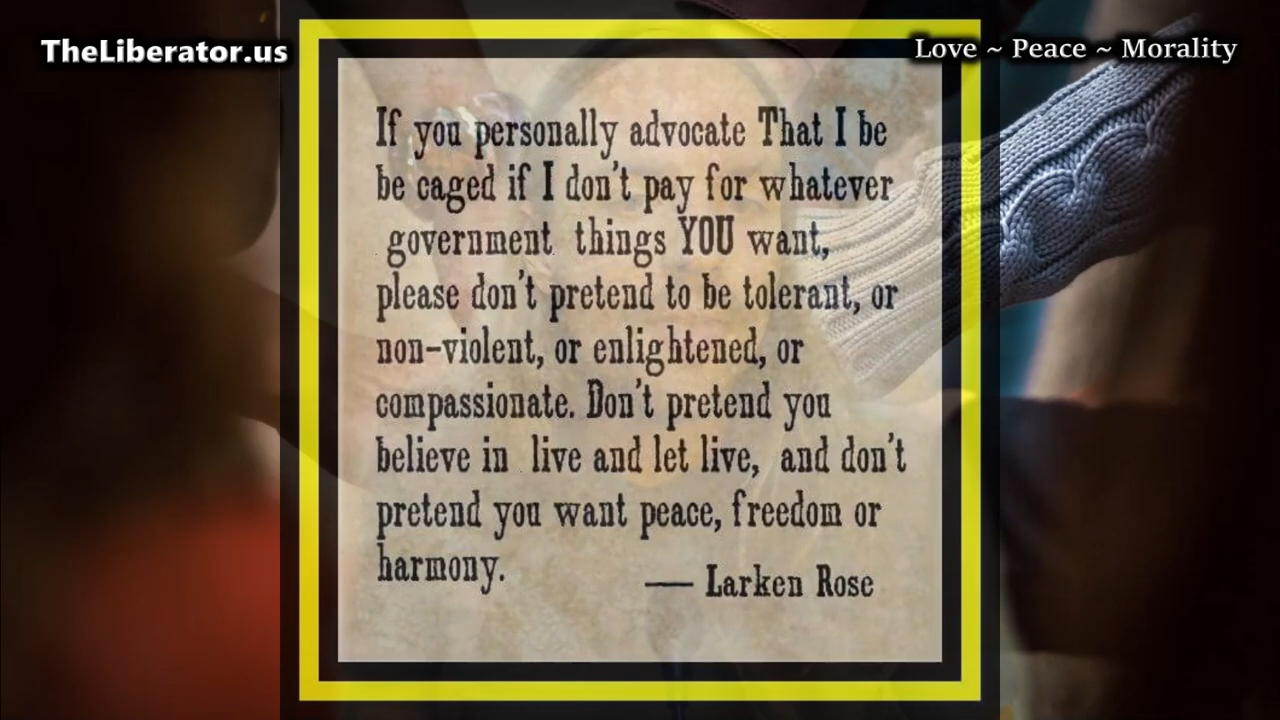 TheLiberator.us
Love ~ Peace ~ Morality
If you personally advocate That I be
be caged if I don't pay for whatever
government things YOU want,
please don't pretend to be tolerant, or
non-violent, or enlightened, or
compassionate. Don't pretend you
believe in live and let live, and don't
pretend you want peace, freedom or
harmony.
— Larken Rose